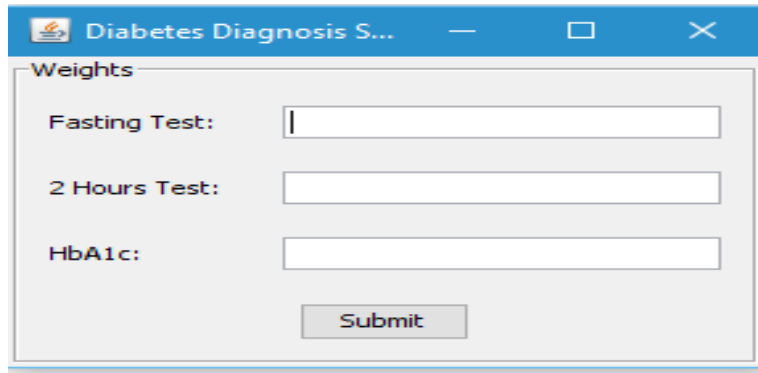 Diabetes Diagnosis S...
Weights
Fasting Test:
2 Hours Test:
HbA1c:
Submit